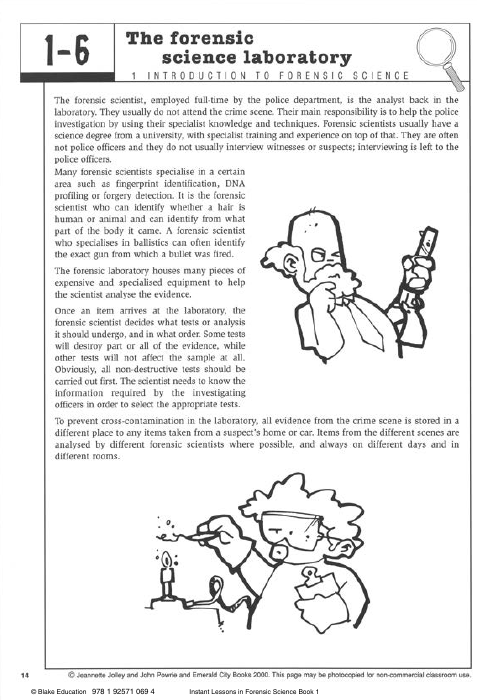 1-6
The forensic
science laboratory
1 INTRODUCTION TO FORENSIC SCIENCE
The forensic scientist, employed full-time by the police department, is the analyst back in the
laboratory. They usually do not attend the crime scene. Their main responsibility is to help the police
investigation by using their specialist knowledge and techniques. Forensic scientists usually have a
science degree from a university, with specialist training and experience on top of that. They are often
not police officers and they do not usually interview witnesses or suspects; interviewing is left to the
police officers.
Many forensic scientists specialise in a certain
area such as fingerprint identification, DNA
profiling or forgery detection. It is the forensic
scientist who can identify whether a hair is
human or animal and can identify from what
part of the body it came. A forensic scientist
who specialises in ballistics can often identify
the exact gun from which a bullet was fired.
The forensic laboratory houses many pieces of
expensive and specialised equipment to help
the scientist analyse the evidence.
Once an item arrives at the laboratory, the
forensic scientist decides what tests or analysis
it should undergo, and in what order. Some tests
will destroy part or all of the evidence, while
other tests will not affect the sample at all.
Obviously, all non-destructive tests should be
carried out first. The scientist needs to know the
information required by the investigating
officers in order to select the appropriate tests.
To prevent cross-contamination in the laboratory, all evidence from the crime scene is stored in a
different place to any items taken from a suspect's home or car. Items from the different scenes are
analysed by different forensic scientists where possible, and always on different days and in
different rooms.
14
© Jeannette Jolley and John Powrie and Emerald City Books 2000. This page may be photocopied for non-commercial classroom use.
© Blake Education 978 1 92571 069 4 Instant Lessons in Forensic Science Book 1